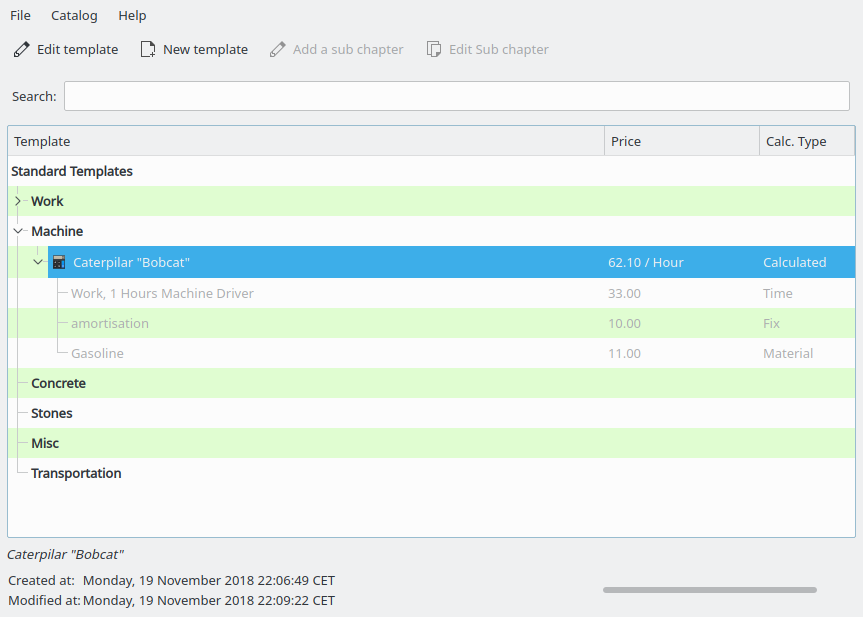 File Catalog Help
Edit template New template Add a sub chapter Edit Sub chapter
Search:
Template Price Calc. Type
Standard Templates
Work
Machine
Caterpilar "Bobcat" 62.10 / Hour Calculated
Work, 1 Hours Machine Driver 33.00 Time
amortisation 10.00 Fix
Gasoline 11.00 Material
Concrete
Stones
Misc
Transportation
Caterpilar "Bobcat"
Created at: Monday, 19 November 2018 22:06:49 CET
Modified at: Monday, 19 November 2018 22:09:22 CET